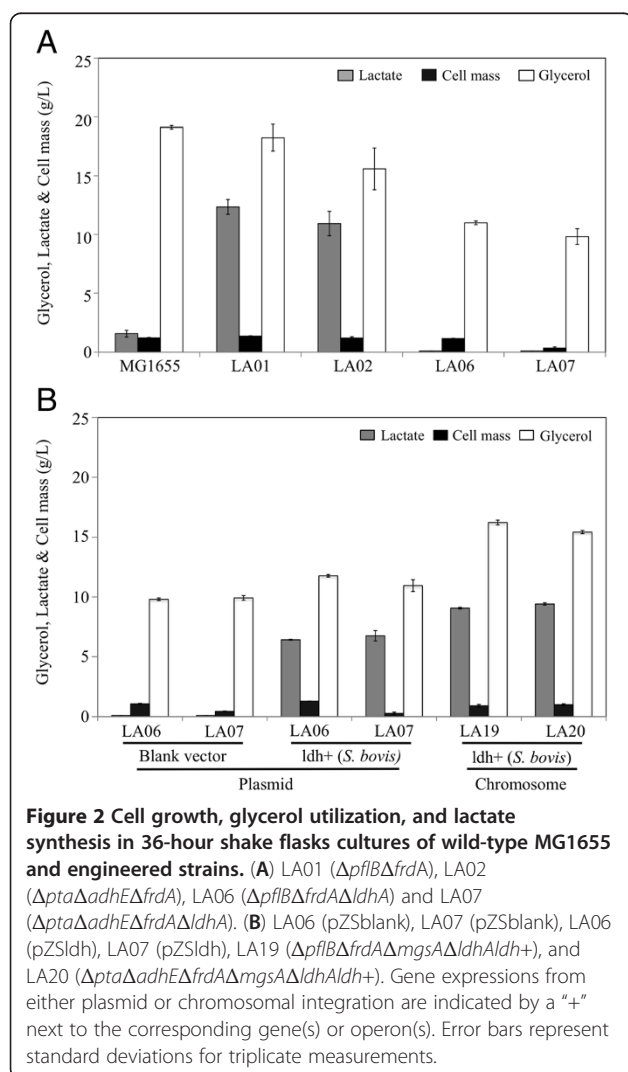 A
Glycerol, Lactate & Cell mass (g/L)
25
20
15
10
5
0
Lactate Cell mass Glycerol
MG1655 LA01 LA02 LA06 LA07
B
Glycerol, Lactate & Cell mass (g/L)
25
20
15
10
5
0
Lactate Cell mass Glycerol
LA06 LA07 LA06 LA07 LA19 LA20
Blank vector ldh+ (S. bovis) ldh+ (S. bovis)
Plasmid Chromosome
Figure 2 Cell growth, glycerol utilization, and lactate
synthesis in 36-hour shake flasks cultures of wild-type MG1655
and engineered strains. (A) LA01 (ΔpflBΔfrdA), LA02
(ΔptaΔadhEΔfrdA), LA06 (ΔpflBΔfrdAΔldhA) and LA07
(ΔptaΔadhEΔfrdAΔldhA). (B) LA06 (pZSblank), LA07 (pZSblank), LA06
(pZSldh), LA07 (pZSldh), LA19 (ΔpflBΔfrdAΔmgsAΔldhAldh+), and
LA20 (ΔptaΔadhEΔfrdAΔmgsAΔldhAldh+). Gene expressions from
either plasmid or chromosomal integration are indicated by a “+”
next to the corresponding gene(s) or operon(s). Error bars represent
standard deviations for triplicate measurements.